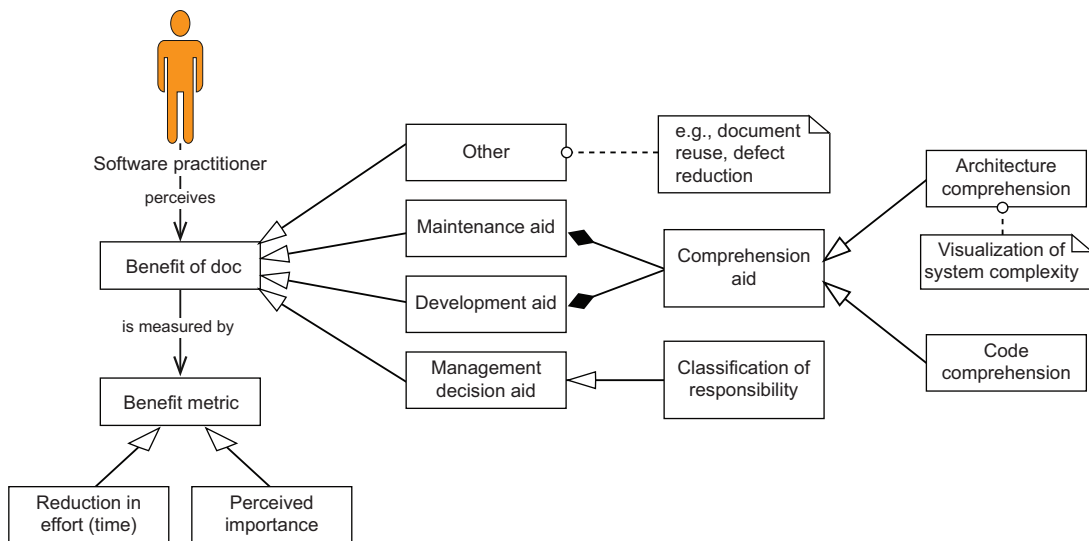 Software practitioner
perceives
Benefit of doc
is measured by
Benefit metric
Reduction in
effort (time)
Perceived
importance
Other
e.g., document
reuse, defect
reduction
Maintenance aid
Development aid
Management
decision aid
Comprehension
aid
Classification of
responsibility
Architecture
comprehension
Visualization of
system complexity
Code
comprehension